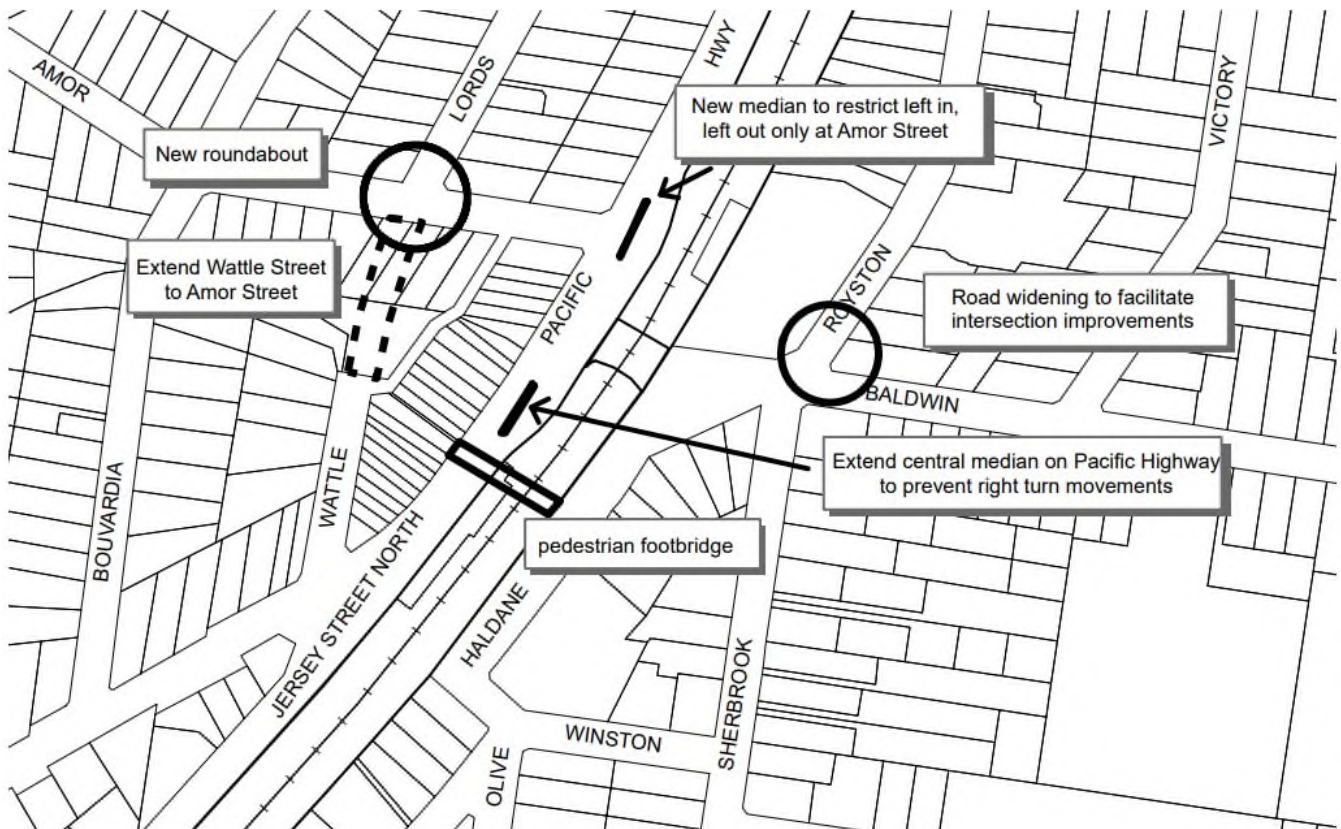 AMOR
LORDS
HWY
VICTORY
New median to restrict left in,
left out only at Amor Street
New roundabout
Extend Wattle Street
to Amor Street
PACIFIC
ROYSTON
Road widening to facilitate
intersection improvements
BALDWIN
Extend central median on Pacific Highway
to prevent right turn movements
BOUVARDIA
WATTLE
pedestrian footbridge
JERSEY STREET NORTH
HALDANE
SHERBROOK
WINSTON
OLIVE